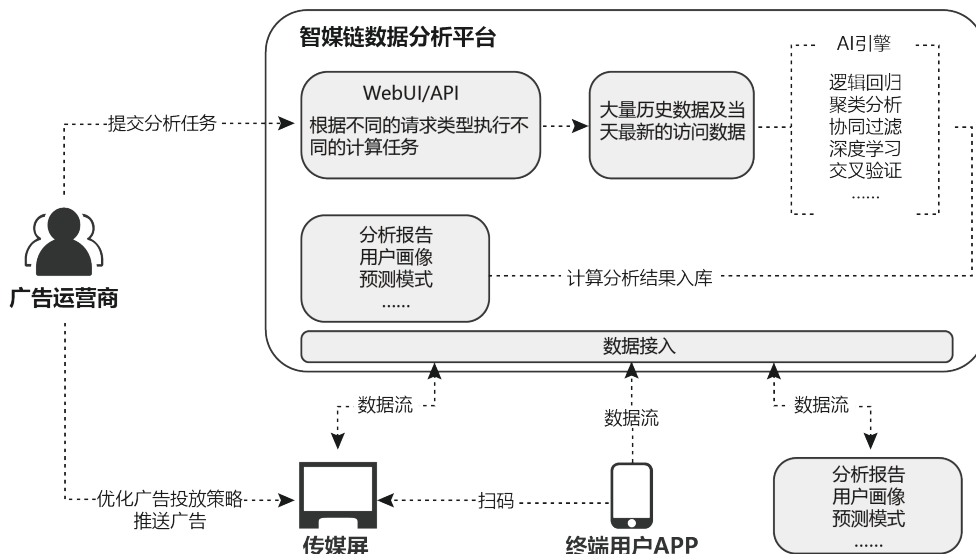 智媒链数据分析平台
AI引擎
WebUI/API
根据不同的请求类型执行不
同的计算任务
大量历史数据及当
天最新的访问数据
逻辑回归
聚类分析
协同过滤
深度学习
交叉验证
……
提交分析任务
分析报告
用户画像
预测模式
……
计算分析结果入库
广告运营商
数据接入
数据流
数据流
数据流
优化广告投放策略
推送广告
扫码
分析报告
用户画像
预测模式
……
传媒屏
终端用户APP